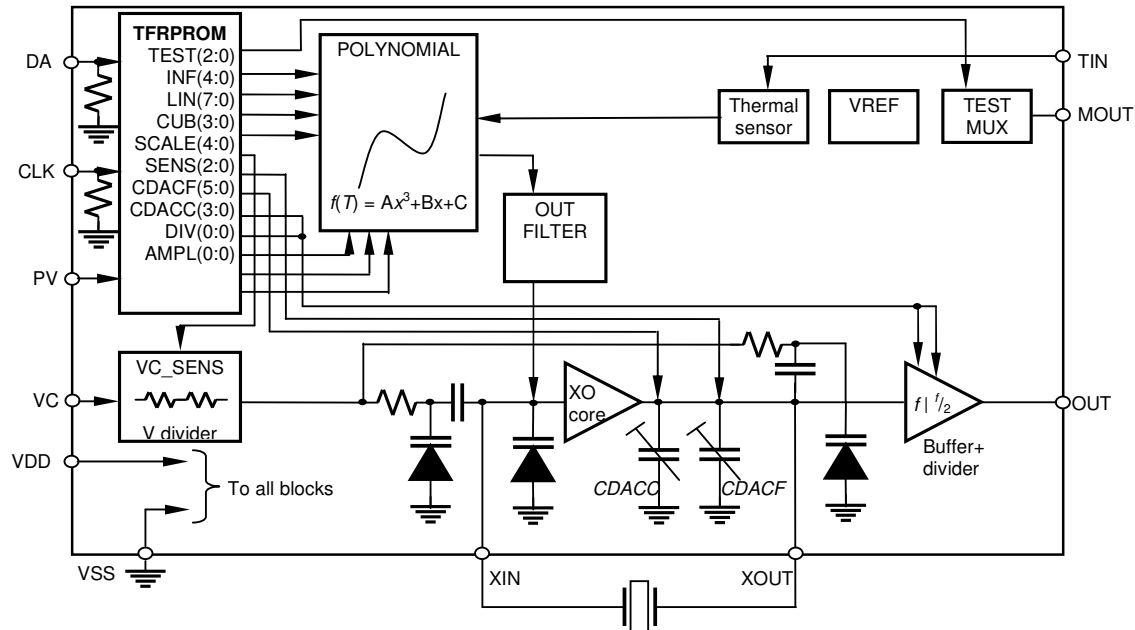 TFRPROM
TEST(2:0)
INF(4:0)
LIN(7:0)
CUB(3:0)
SCALE(4:0)
SENS(2:0)
CDACF(5:0)
CDACC(3:0)
DIV(0:0)
AMPL(0:0)
DA
CLK
PV
POLYNOMIAL
f(T) = Ax³+Bx+C
Thermal
sensor
VREF
TEST
MUX
TIN
MOUT
OUT
FILTER
VC_SENS
V divider
VC
VDD
To all blocks
VSS
XO
core
CDACC
CDACF
f | f/2
Buffer+
divider
OUT
XIN
XOUT